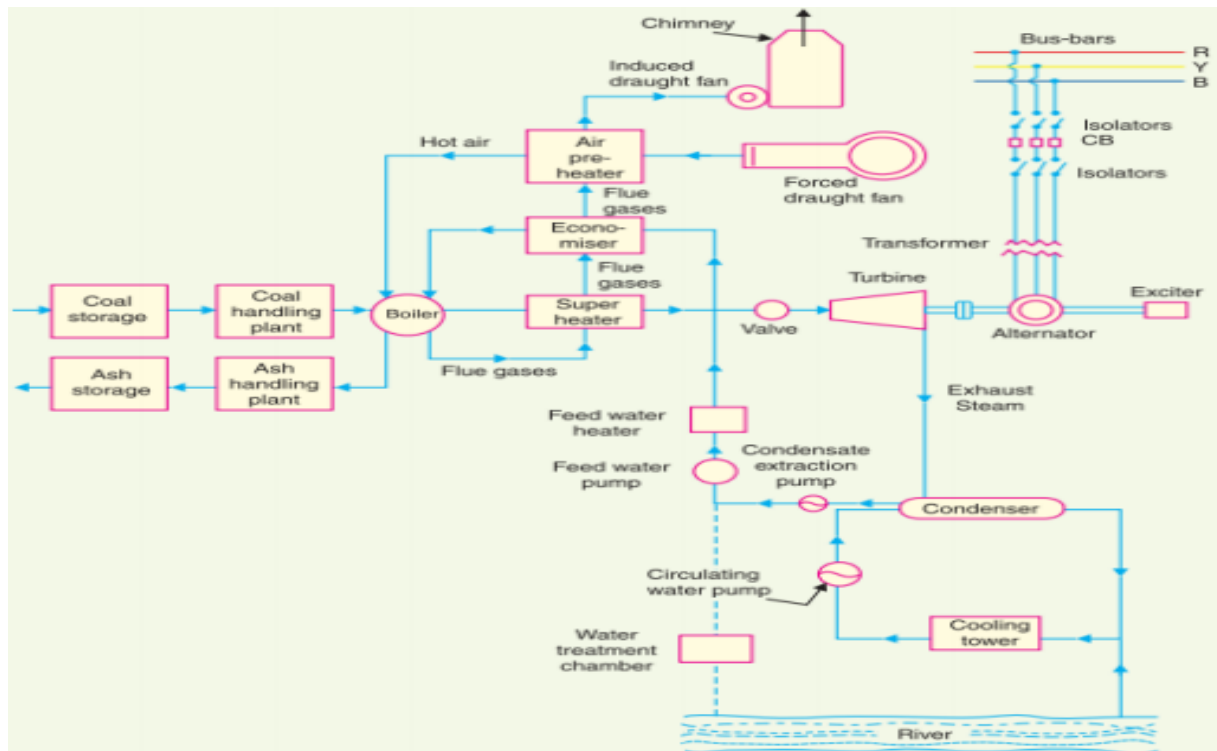 Chimney
Bus-bars
R
Y
B
Induced
draught fan
Isolators
CB
Isolators
Hot air
Air
pre-
heater
Forced
draught fan
Flue
gases
Econo-
miser
Transformer
Flue
gases
Turbine
Coal
storage
Coal
handling
plant
Boiler
Super
heater
Valve
Alternator
Exciter
Flue gases
Ash
storage
Ash
handling
plant
Exhaust
Steam
Feed water
heater
Feed water
pump
Condensate
extraction
pump
Condenser
Circulating
water pump
Cooling
tower
Water
treatment
chamber
River